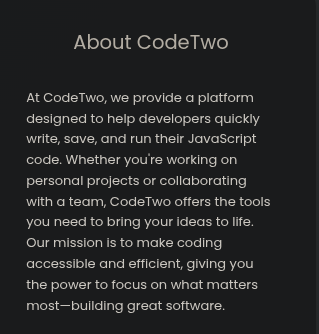 About CodeTwo
At CodeTwo, we provide a platform
designed to help developers quickly
write, save, and run their JavaScript
code. Whether you're working on
personal projects or collaborating
with a team, CodeTwo offers the tools
you need to bring your ideas to life.
Our mission is to make coding
accessible and efficient, giving you
the power to focus on what matters
most—building great software.